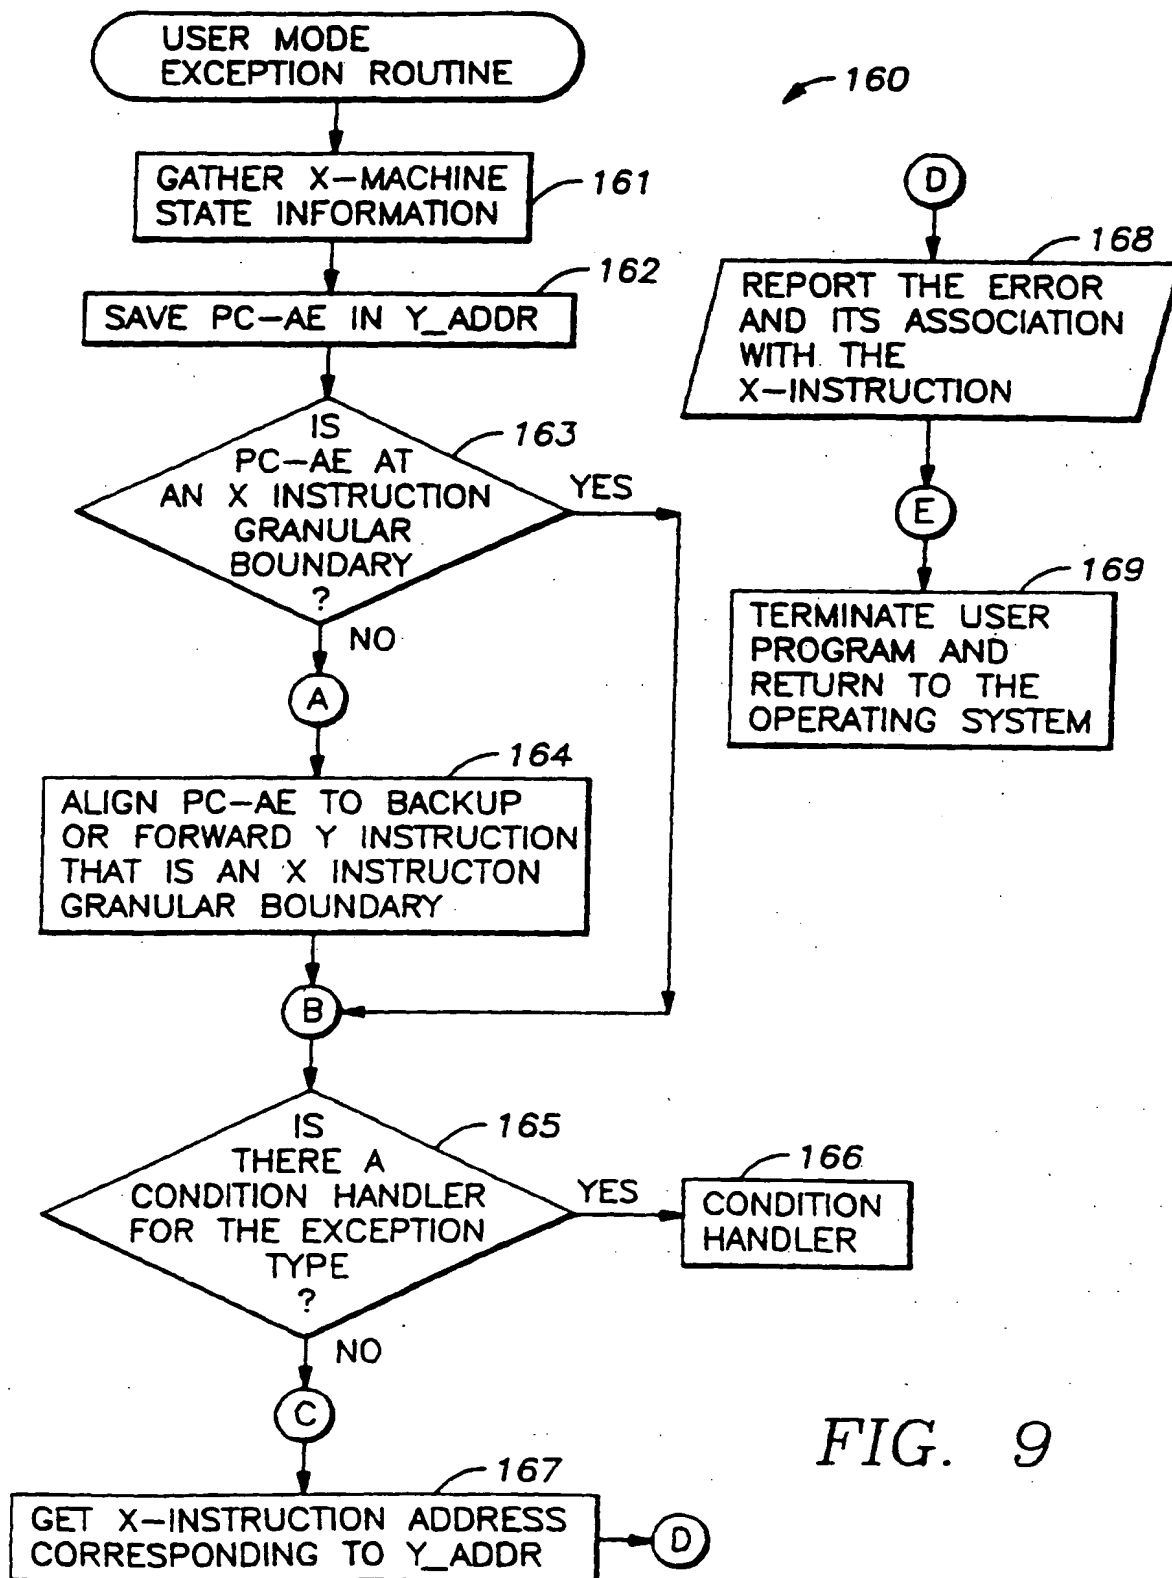 USER MODE
EXCEPTION ROUTINE
160
GATHER X-MACHINE
STATE INFORMATION
161
SAVE PC-AE IN Y_ADDR
162
IS
PC-AE AT
AN X INSTRUCTION
GRANULAR
BOUNDARY
?
163
YES
NO
A
ALIGN PC-AE TO BACKUP
OR FORWARD Y INSTRUCTION
THAT IS AN X INSTRUCTON
GRANULAR BOUNDARY
164
B
IS
THERE A
CONDITION HANDLER
FOR THE EXCEPTION
TYPE
?
165
YES
CONDITION
HANDLER
166
NO
C
GET X-INSTRUCTION ADDRESS
CORRESPONDING TO Y_ADDR
167
D
D
REPORT THE ERROR
AND ITS ASSOCIATION
WITH THE
X-INSTRUCTION
168
E
TERMINATE USER
PROGRAM AND
RETURN TO THE
OPERATING SYSTEM
169
FIG. 9